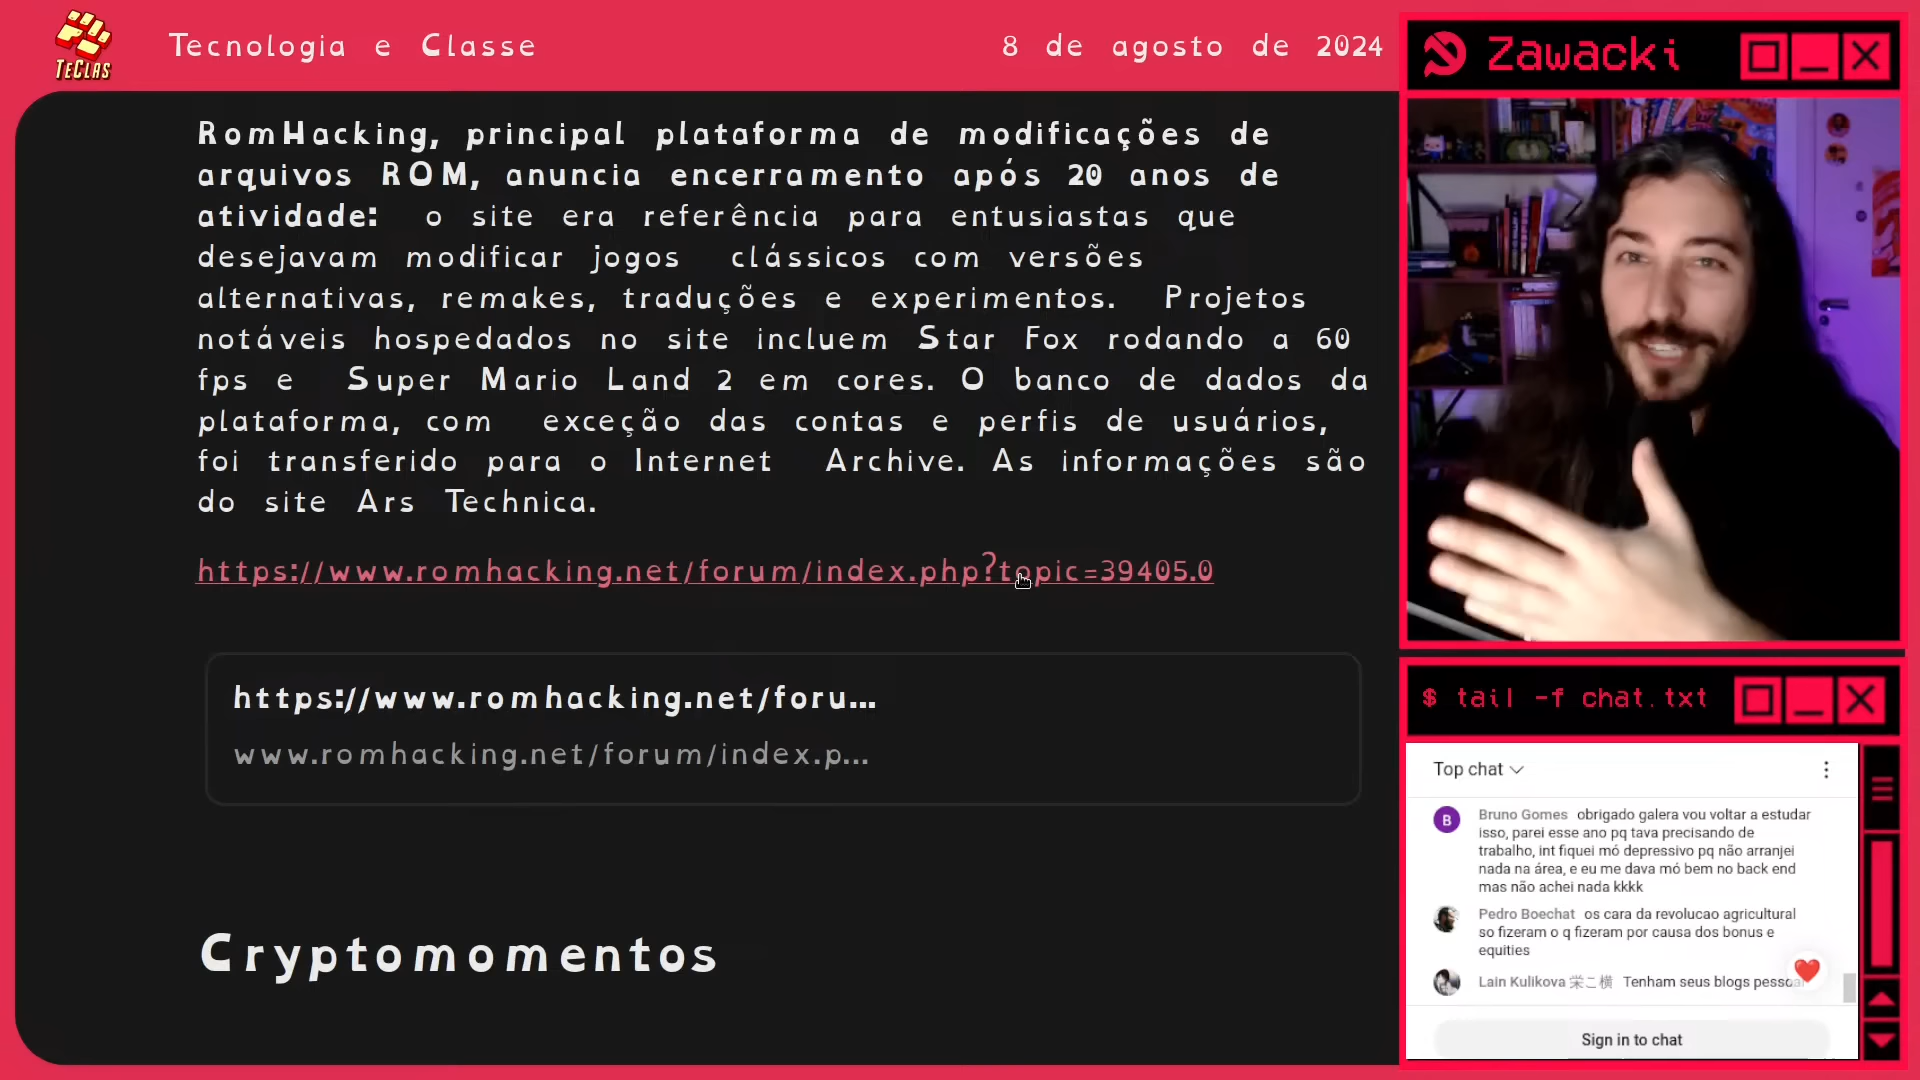 TECLAS
Tecnologia e Classe
8 de agosto de 2024
RomHacking, principal plataforma de modificações de
arquivos ROM, anuncia encerramento após 20 anos de
atividade: o site era referência para entusiastas que
desejavam modificar jogos clássicos com versões
alternativas, remakes, traduções e experimentos. Projetos
notáveis hospedados no site incluem Star Fox rodando a 60
fps e Super Mario Land 2 em cores. O banco de dados da
plataforma, com exceção das contas e perfis de usuários,
foi transferido para o Internet Archive. As informações são
do site Ars Technica.
https://www.romhacking.net/forum/index.php?topic=39405.0
https://www.romhacking.net/foru...
www.romhacking.net/forum/index.p...
Cryptomomentos
Zawacki
$ tail -f chat.txt
Top chat
B
Bruno Gomes obrigado galera vou voltar a estudar
isso, parei esse ano pq tava precisando de
trabalho, int fiquei mó depressivo pq não arranjei
nada na área, e eu me dava mó bem no back end
mas não achei nada kkkk
Pedro Boechat os cara da revolucao agricultural
so fizeram o q fizeram por causa dos bonus e
equities
Lain Kulikova 栄こ横 Tenham seus blogs
Sign in to chat